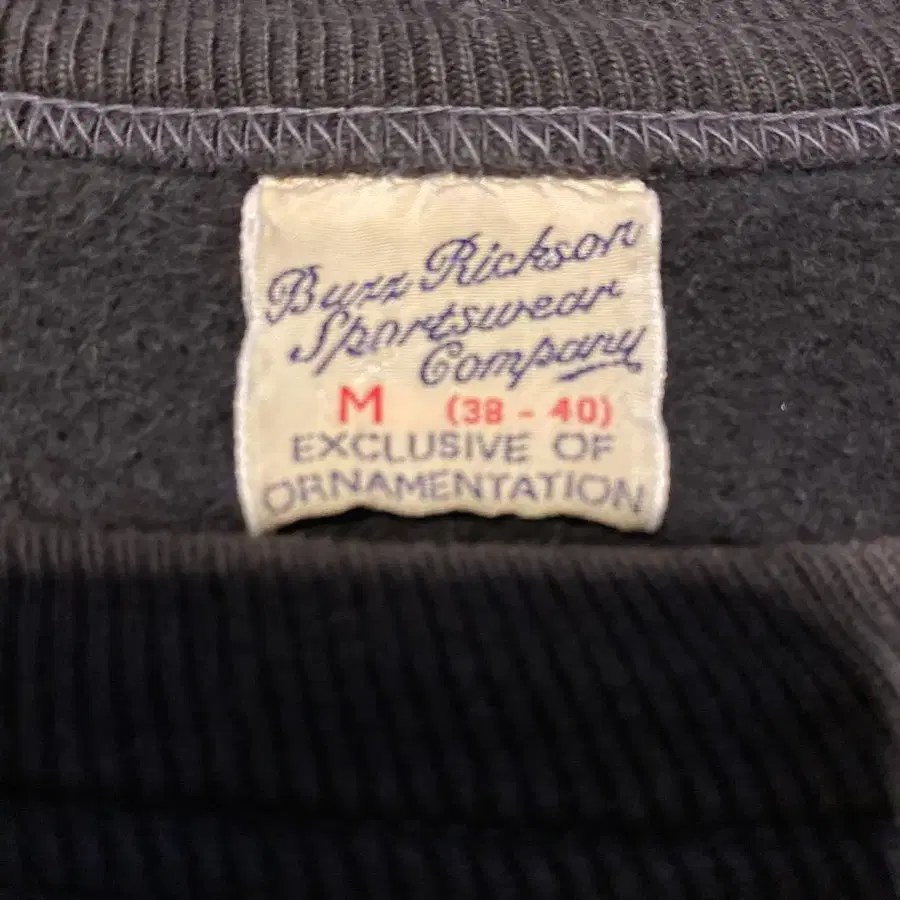 Buzz Rickson
Sportswear
Company
M (38 - 40)
EXCLUSIVE OF
ORNAMENTATION